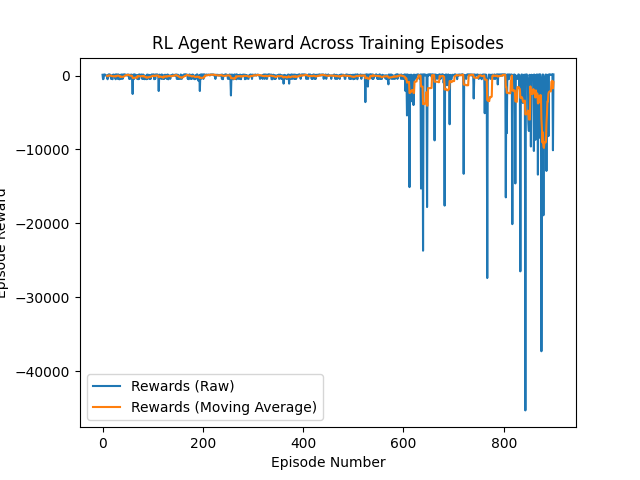 RL Agent Reward Across Training Episodes
0
−10000
−20000
−30000
−40000
Episode Reward
Rewards (Raw)
Rewards (Moving Average)
0
200
400
600
800
Episode Number